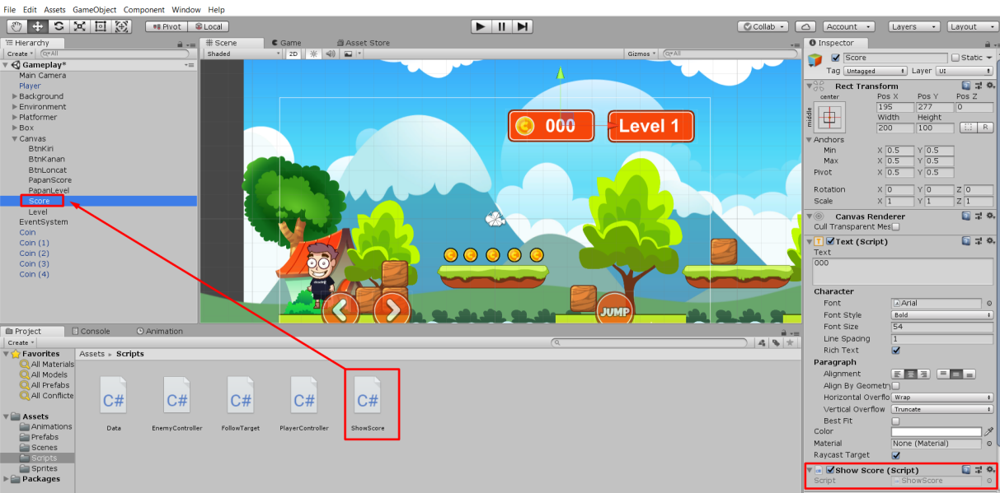 File Edit Assets GameObject Component Window Help
Pivot Local Collab Account Layers Layout
Hierarchy
Create All
Gameplay*
Main Camera
Player
Background
Environment
Platformer
Box
Canvas
BtnKiri
BtnKanan
BtnLoncat
PapanScore
PapanLevel
Score
Level
EventSystem
Coin
Coin (1)
Coin (2)
Coin (3)
Coin (4)
Scene Game Asset Store
Shaded 2D Gizmos All
000 Level 1
JUMP
Inspector
Score Static
Tag Untagged Layer UI
Rect Transform
center Pos X Pos Y Pos Z
middle 195 277 0
Width Height
200 100 R
Anchors
Min X 0.5 Y 0.5
Max X 0.5 Y 0.5
Pivot X 0.5 Y 0.5
Rotation X 0 Y 0 Z 0
Scale X 1 Y 1 Z 1
Canvas Renderer
Cull Transparent Mes
Text (Script)
Text
000
Character
Font Arial
Font Style Bold
Font Size 54
Line Spacing 1
Rich Text
Paragraph
Alignment
Align By Geometr
Horizontal Overflo Wrap
Vertical Overflow Truncate
Best Fit
Color
Material None (Material)
Raycast Target
Show Score (Script)
Script ShowScore
Project Console Animation
Create
Favorites
All Materials
All Models
All Prefabs
All Conflicte
Assets
Animations
Prefabs
Scenes
Scripts
Sprites
Packages
Assets Scripts
C# C# C# C# C#
Data EnemyController FollowTarget PlayerController ShowScore